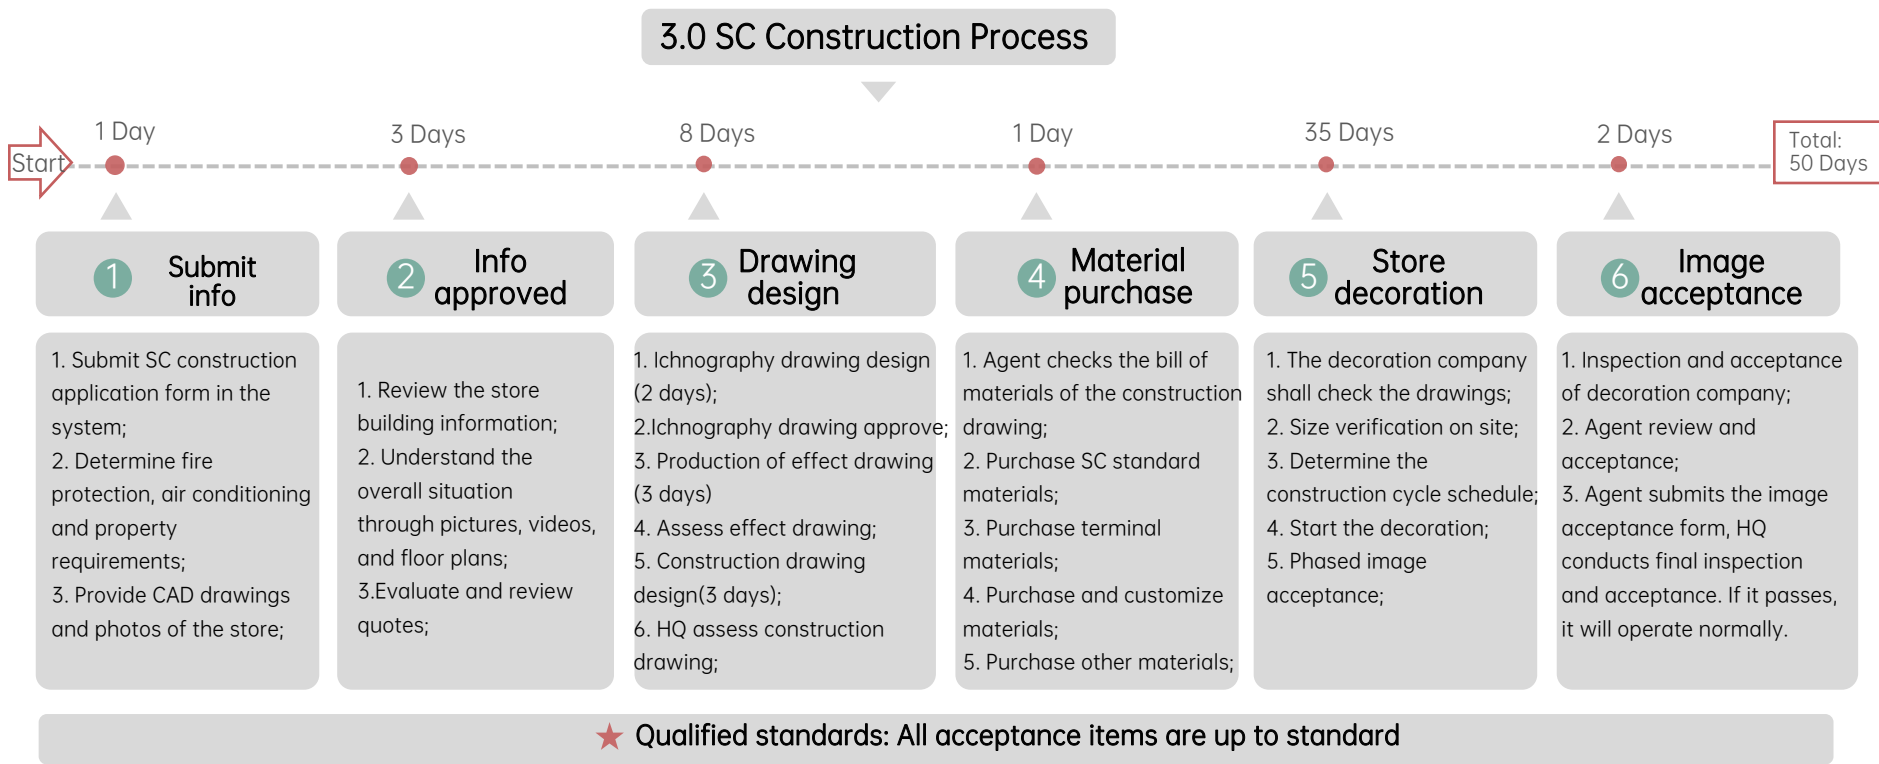 3.0 SC Construction Process
Start
1 Day
3 Days
8 Days
1 Day
35 Days
2 Days
Total:
50 Days
1
Submit
info
2
Info
approved
3
Drawing
design
4
Material
purchase
5
Store
decoration
6
Image
acceptance
1. Submit SC construction
application form in the
system;
2. Determine fire
protection, air conditioning
and property
requirements;
3. Provide CAD drawings
and photos of the store;
1. Review the store
building information;
2. Understand the
overall situation
through pictures, videos,
and floor plans;
3.Evaluate and review
quotes;
1. Ichnography drawing design
(2 days);
2.Ichnography drawing approve;
3. Production of effect drawing
(3 days)
4. Assess effect drawing;
5. Construction drawing
design(3 days);
6. HQ assess construction
drawing;
1. Agent checks the bill of
materials of the construction
drawing;
2. Purchase SC standard
materials;
3. Purchase terminal
materials;
4. Purchase and customize
materials;
5. Purchase other materials;
1. The decoration company
shall check the drawings;
2. Size verification on site;
3. Determine the
construction cycle schedule;
4. Start the decoration;
5. Phased image
acceptance;
1. Inspection and acceptance
of decoration company;
2. Agent review and
acceptance;
3. Agent submits the image
acceptance form, HQ
conducts final inspection
and acceptance. If it passes,
it will operate normally.
★ Qualified standards: All acceptance items are up to standard